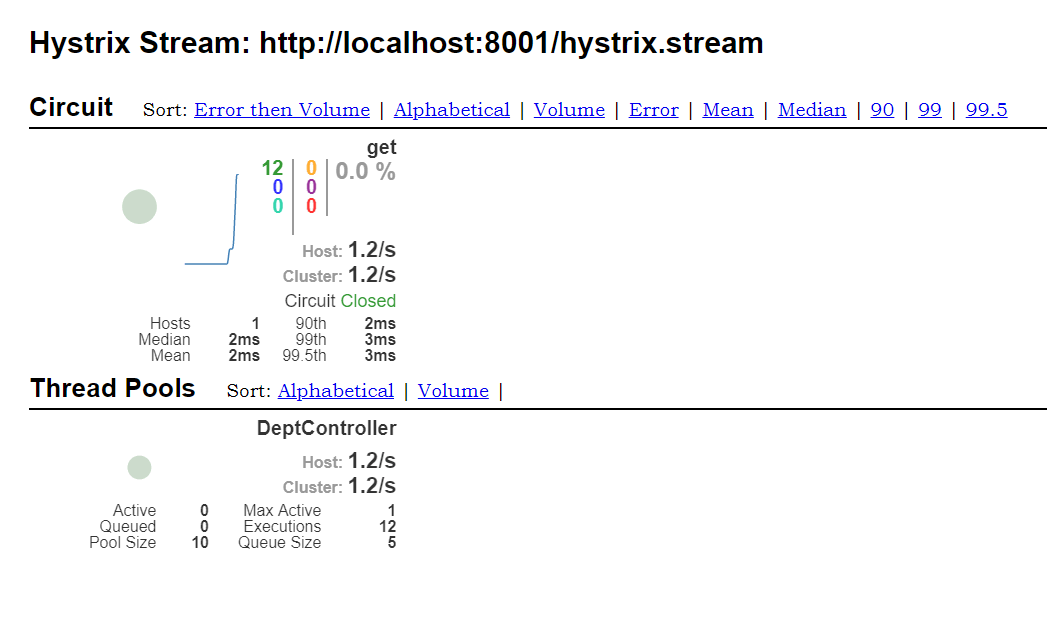 Hystrix Stream: http://localhost:8001/hystrix.stream
Circuit Sort: Error then Volume | Alphabetical | Volume | Error | Mean | Median | 90 | 99 | 99.5
get
12 0 0.0 %
0 0
0 0
Host: 1.2/s
Cluster: 1.2/s
Circuit Closed
Hosts 1 90th 2ms
Median 2ms 99th 3ms
Mean 2ms 99.5th 3ms
Thread Pools Sort: Alphabetical | Volume |
DeptController
Host: 1.2/s
Cluster: 1.2/s
Active 0 Max Active 1
Queued 0 Executions 12
Pool Size 10 Queue Size 5